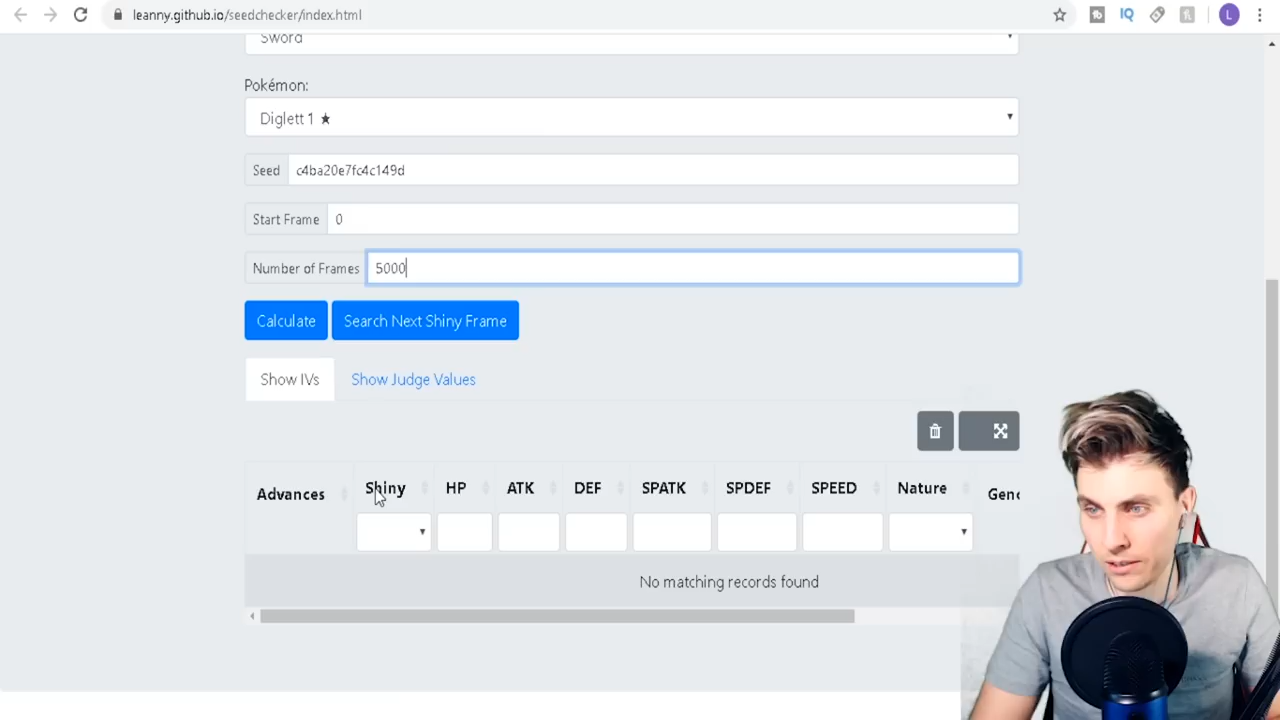 leanny.github.io/seedchecker/index.html
IQ
L
Sword
Pokémon:
Diglett 1 ★
Seed c4ba20e7fc4c149d
Start Frame 0
Number of Frames 5000
Calculate Search Next Shiny Frame
Show IVs Show Judge Values
Advances Shiny HP ATK DEF SPATK SPDEF SPEED Nature
No matching records found